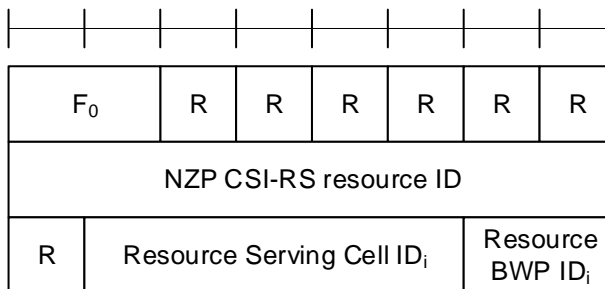 F₀ R R R R R R
NZP CSI-RS resource ID
R Resource Serving Cell IDᵢ Resource
BWP IDᵢ